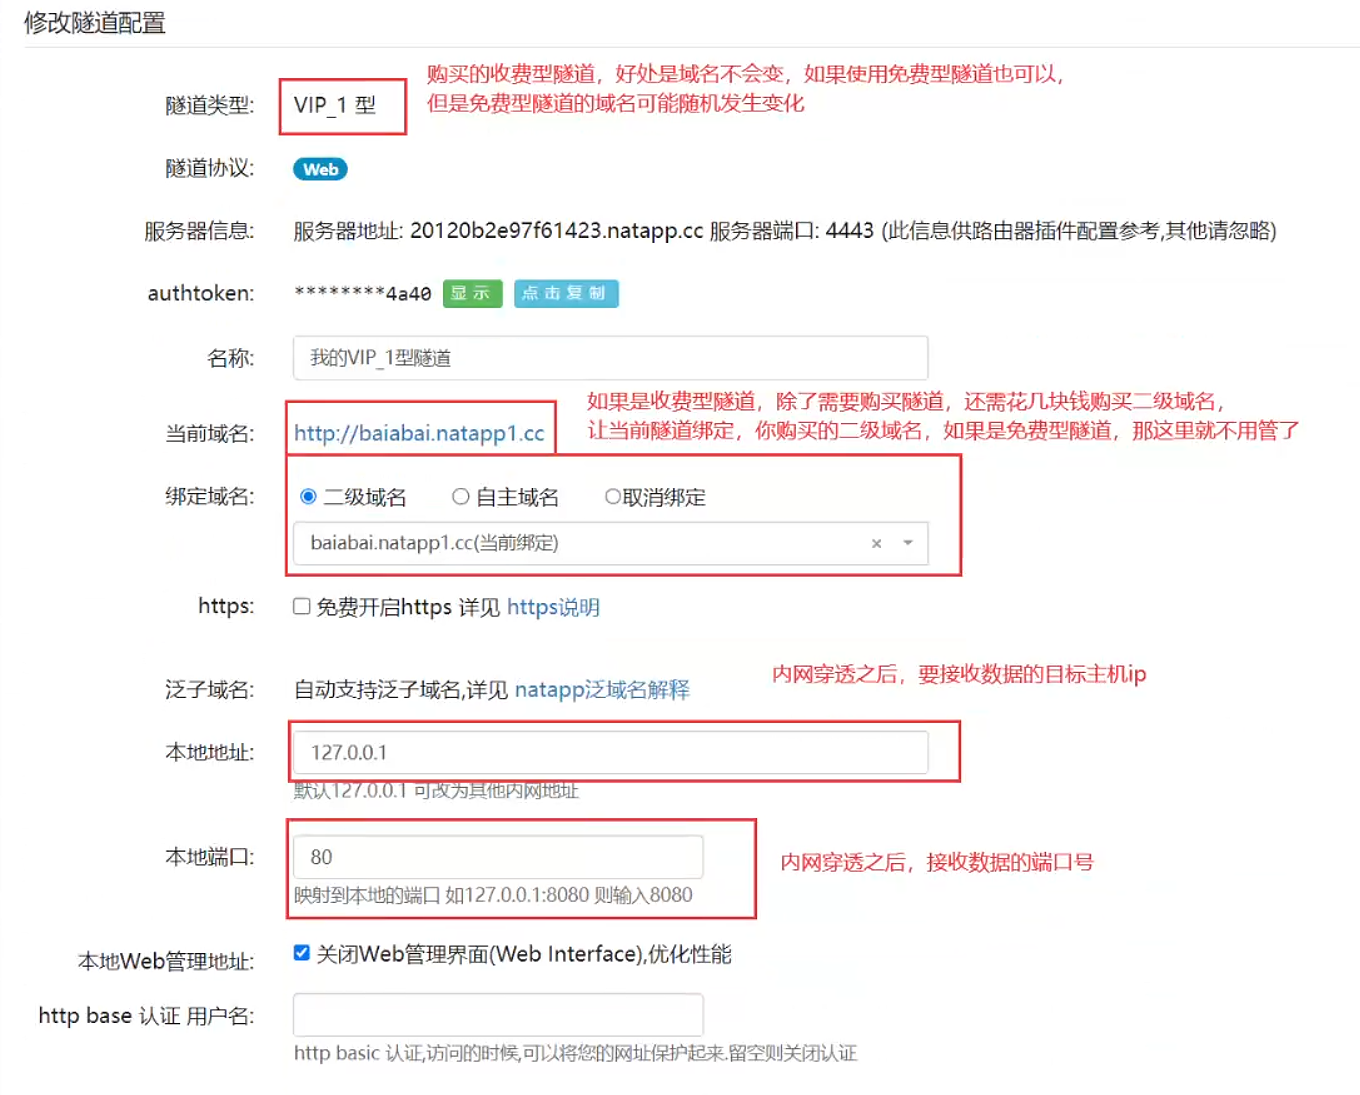 修改隧道配置
购买的收费型隧道，好处是域名不会变，如果使用免费型隧道也可以，
但是免费型隧道的域名可能随机发生变化
隧道类型: VIP_1 型
隧道协议: Web
服务器信息: 服务器地址: 20120b2e97f61423.natapp.cc 服务器端口: 4443 (此信息供路由器插件配置参考,其他请忽略)
authtoken: ********4a40 显示 点击复制
名称: 我的VIP_1型隧道
如果是收费型隧道，除了需要购买隧道，还需花几块钱购买二级域名，
让当前隧道绑定，你购买的二级域名，如果是免费型隧道，那这里就不用管了
当前域名: http://baiabai.natapp1.cc
绑定域名: 二级域名 自主域名 取消绑定
baiabai.natapp1.cc(当前绑定) ×
https: 免费开启https 详见 https说明
内网穿透之后，要接收数据的目标主机ip
泛子域名: 自动支持泛子域名,详见 natapp泛域名解释
本地地址: 127.0.0.1
默认127.0.0.1 可改为其他内网地址
本地端口: 80
内网穿透之后，接收数据的端口号
映射到本地的端口 如127.0.0.1:8080 则输入8080
本地Web管理地址: 关闭Web管理界面(Web Interface),优化性能
http base 认证 用户名:
http basic 认证,访问的时候,可以将您的网址保护起来.留空则关闭认证